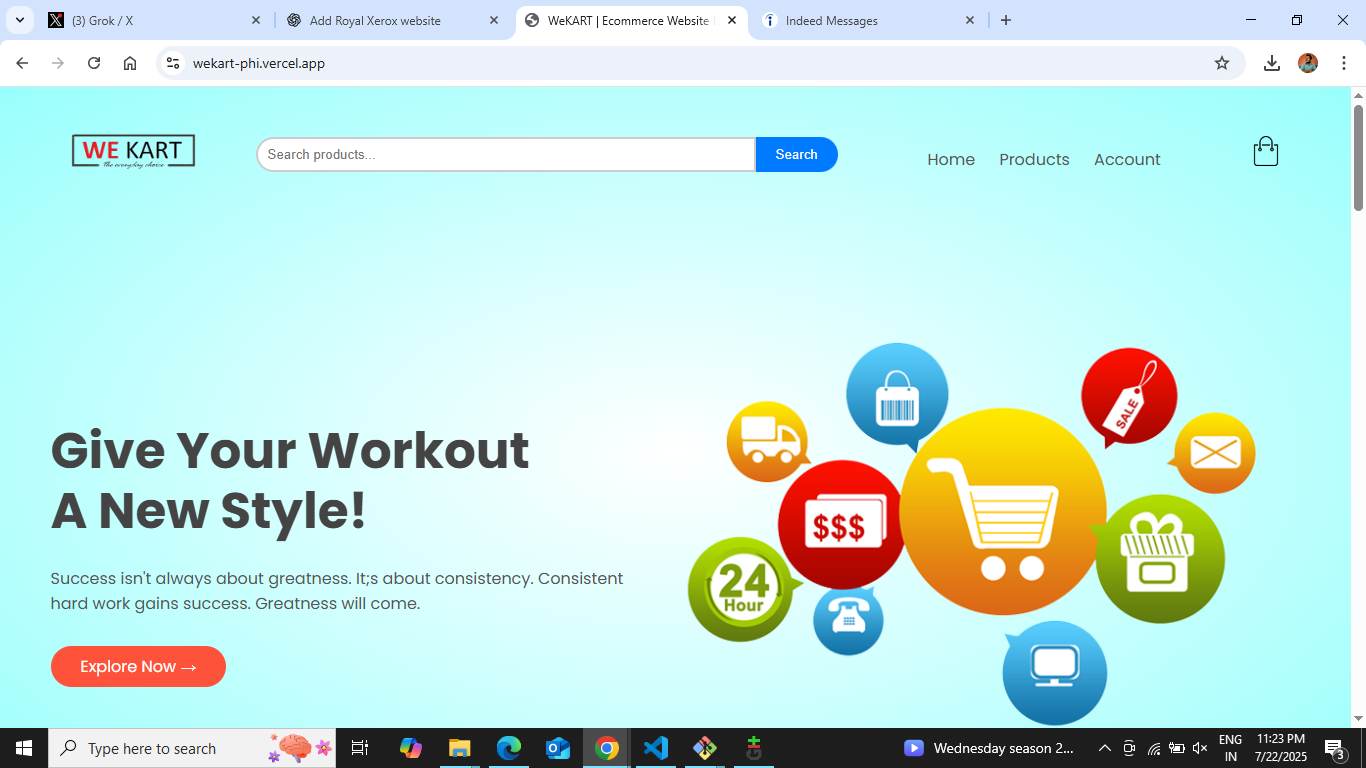 (3) Grok / X
Add Royal Xerox website
WeKART | Ecommerce Website
Indeed Messages
wekart-phi.vercel.app
WE KART
The everyday choice
Search products...
Search
Home
Products
Account
SALE
$$$
24
Hour
Give Your Workout
A New Style!
Success isn't always about greatness. It;s about consistency. Consistent
hard work gains success. Greatness will come.
Explore Now →
Type here to search
Wednesday season 2...
ENG
IN
11:23 PM
7/22/2025
3